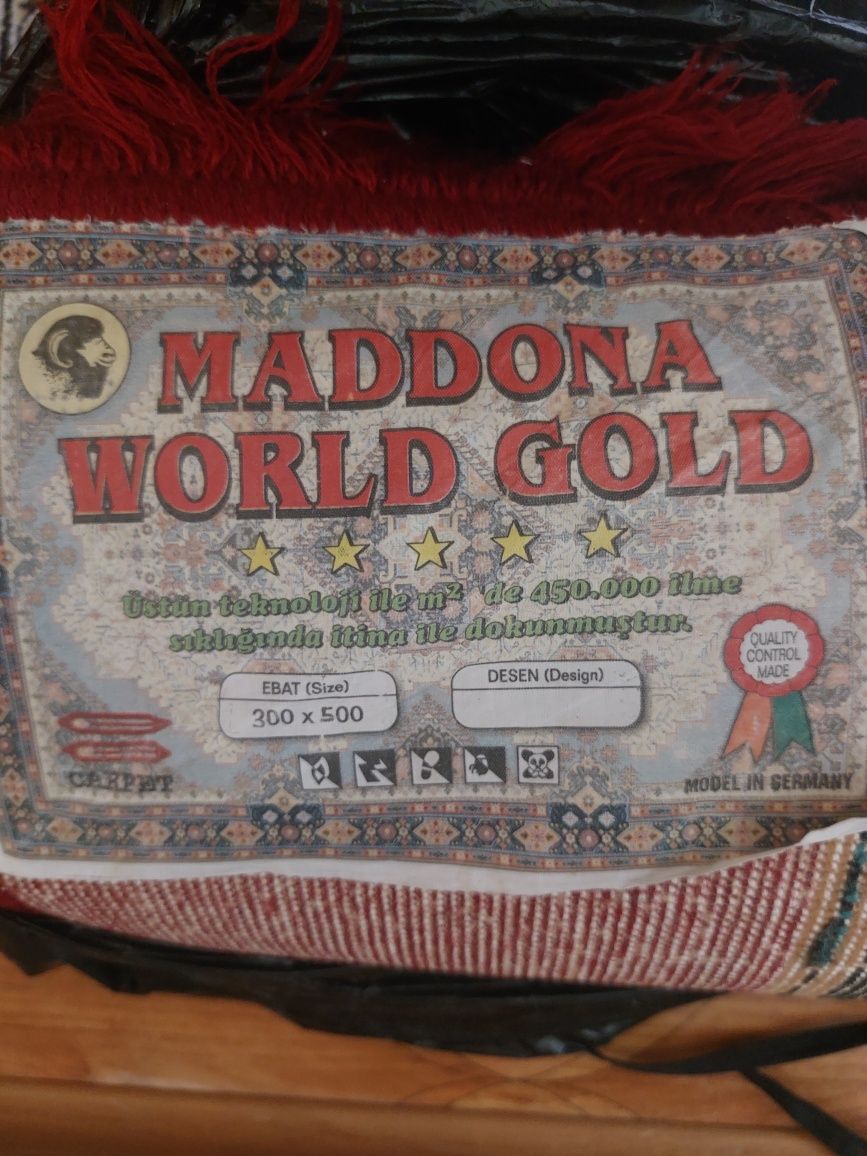 MADDONA
WORLD GOLD
Üstün teknoloji ile m² de 450.000 ilme
sıklığında itina ile dokunmuştur.
QUALITY
CONTROL
MADE
EBAT (Size)
300 x 500
DESEN (Design)
CARPET
MODEL IN GERMANY